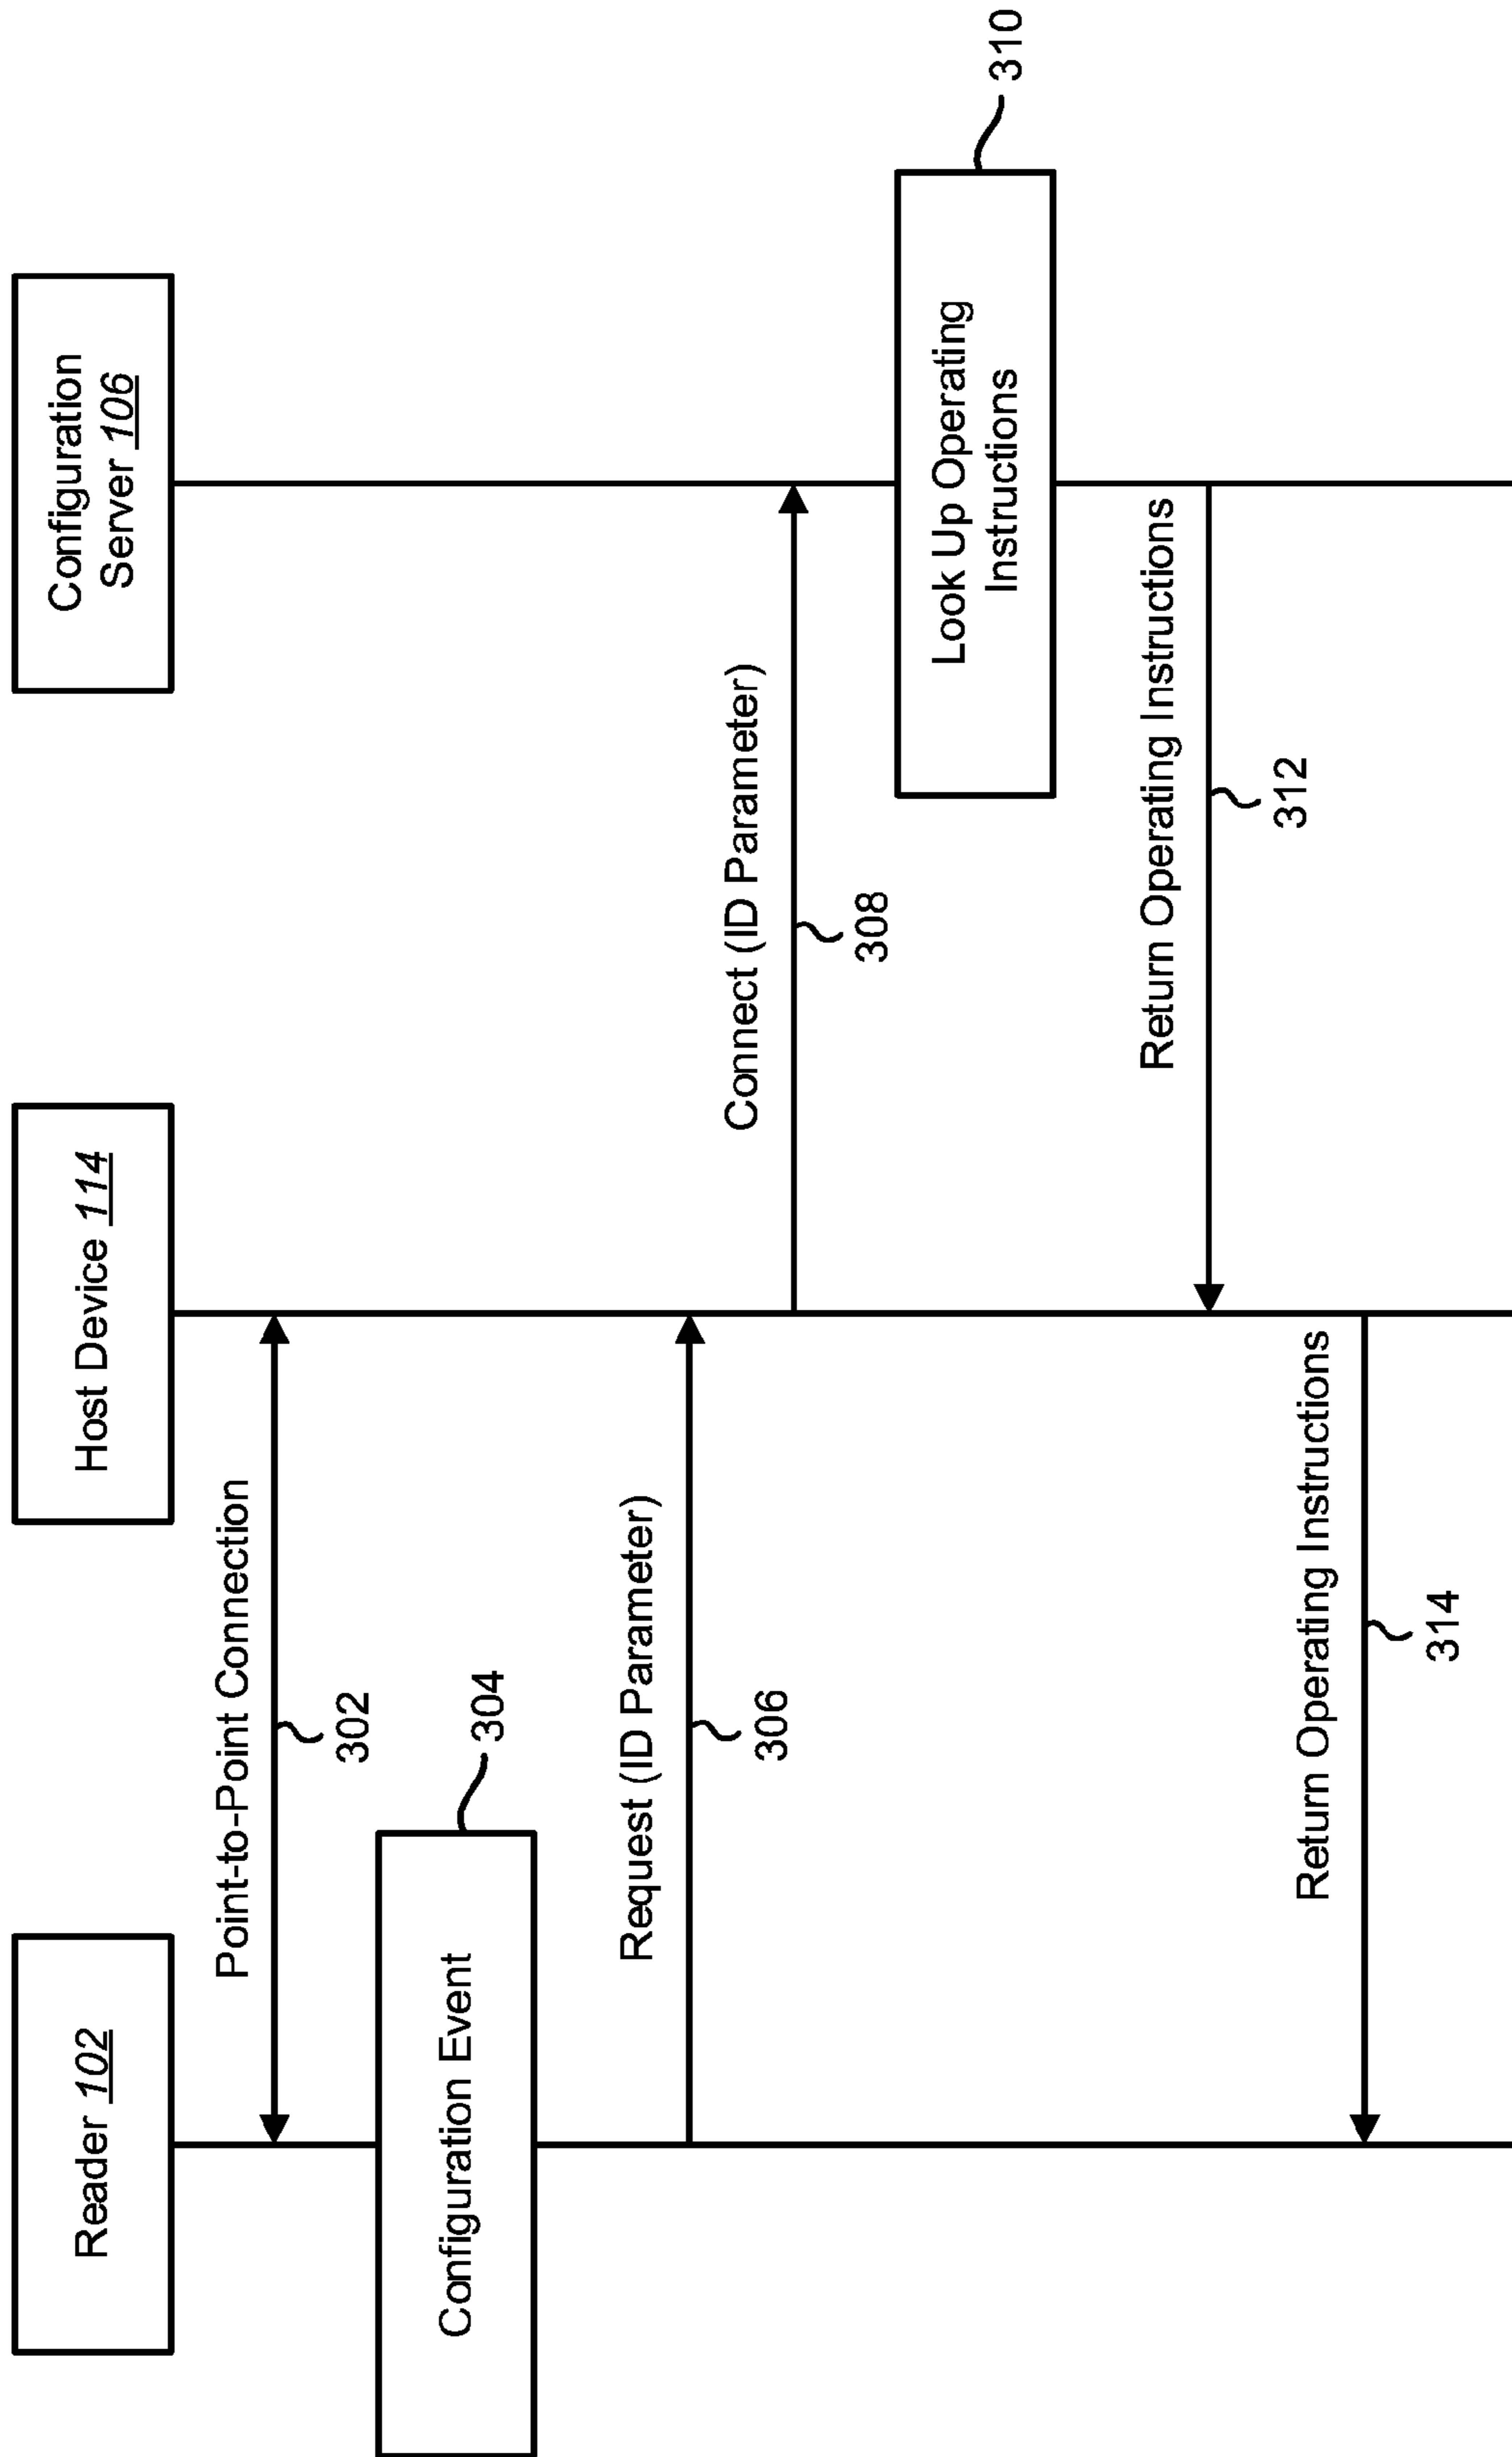 Reader 102
Host Device 114
Configuration
Server 106
Point-to-Point Connection
302
Configuration Event
304
Request (ID Parameter)
306
Connect (ID Parameter)
308
Look Up Operating
Instructions
310
Return Operating Instructions
312
Return Operating Instructions
314